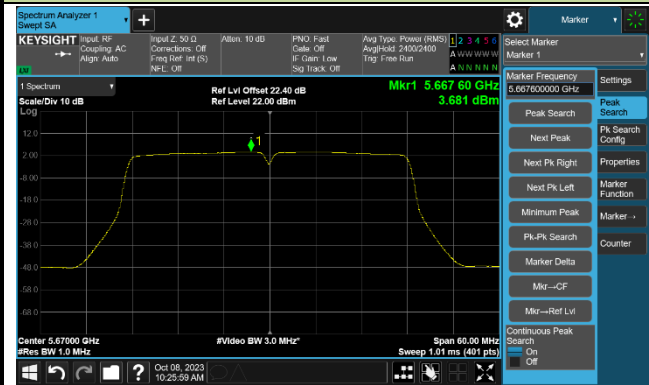 Spectrum Analyzer 1
Swept SA
Marker
KEYSIGHT
Input: RF
Coupling: AC
Align: Auto
Input Z: 50 Ω
Corrections: Off
Freq Ref: Int (S)
NFE: Off
Atten: 10 dB
PNO: Fast
Gate: Off
IF Gain: Low
Sig Track: Off
Avg Type: Power (RMS)
Avg|Hold: 2400/2400
Trig: Free Run
1 2 3 4 5 6
A W W W W W
A N N N N N
Select Marker
Marker 1
1 Spectrum
Scale/Div 10 dB
Log
Ref Lvl Offset 22.40 dB
Ref Level 22.00 dBm
Mkr1 5.667 60 GHz
3.681 dBm
1
12.0
2.00
-8.00
-18.0
-28.0
-38.0
-48.0
-58.0
-68.0
Center 5.67000 GHz
#Res BW 1.0 MHz
#Video BW 3.0 MHz*
Span 60.00 MHz
Sweep 1.01 ms (401 pts)
Marker Frequency
5.667600000 GHz
Peak Search
Next Peak
Next Pk Right
Next Pk Left
Minimum Peak
Pk-Pk Search
Marker Delta
Mkr→CF
Mkr→Ref Lvl
Continuous Peak
Search
On
Off
Settings
Peak
Search
Pk Search
Config
Properties
Marker
Function
Marker→
Counter
Oct 08, 2023
10:25:59 AM